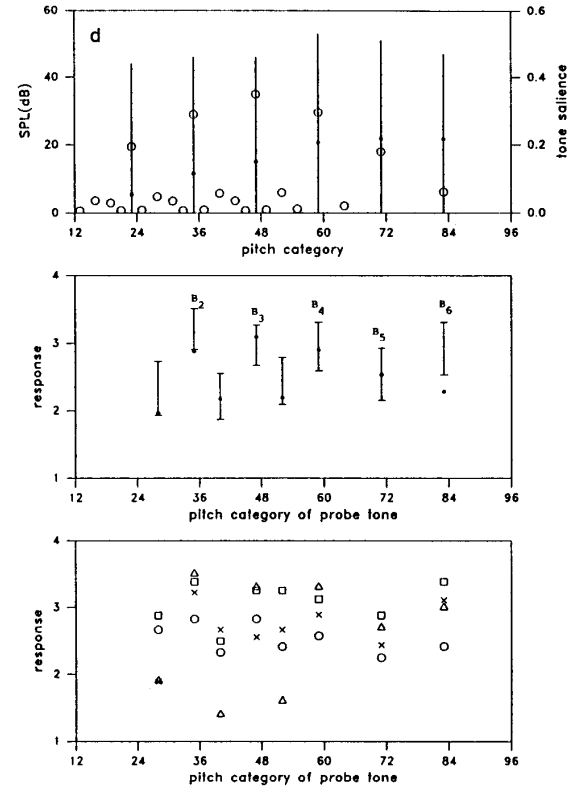 d
60
40
20
0
SPL(dB)
0.6
0.4
0.2
0.0
tone salience
12 24 36 48 60 72 84 96
pitch category
4
3
2
1
response
B2 B3 B4 B5 B6
12 24 36 48 60 72 84 96
pitch category of probe tone
4
3
2
1
response
12 24 36 48 60 72 84 96
pitch category of probe tone